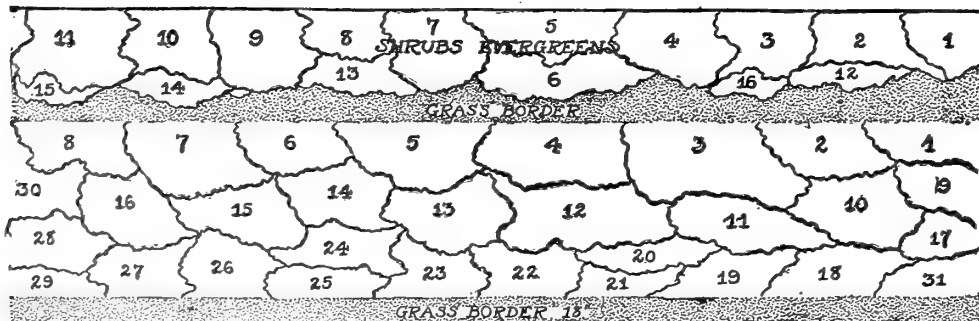 11 10 9 8 7 5 4 3 2 1
SHRUBS EVERGREENS
15 14 13 6 16 12
GRASS BORDER
8 7 6 5 4 3 2 1
30 16 15 14 13 12 11 10 9
28 24 20 17
29 27 26 25 23 22 21 19 18 31
GRASS BORDER 18"